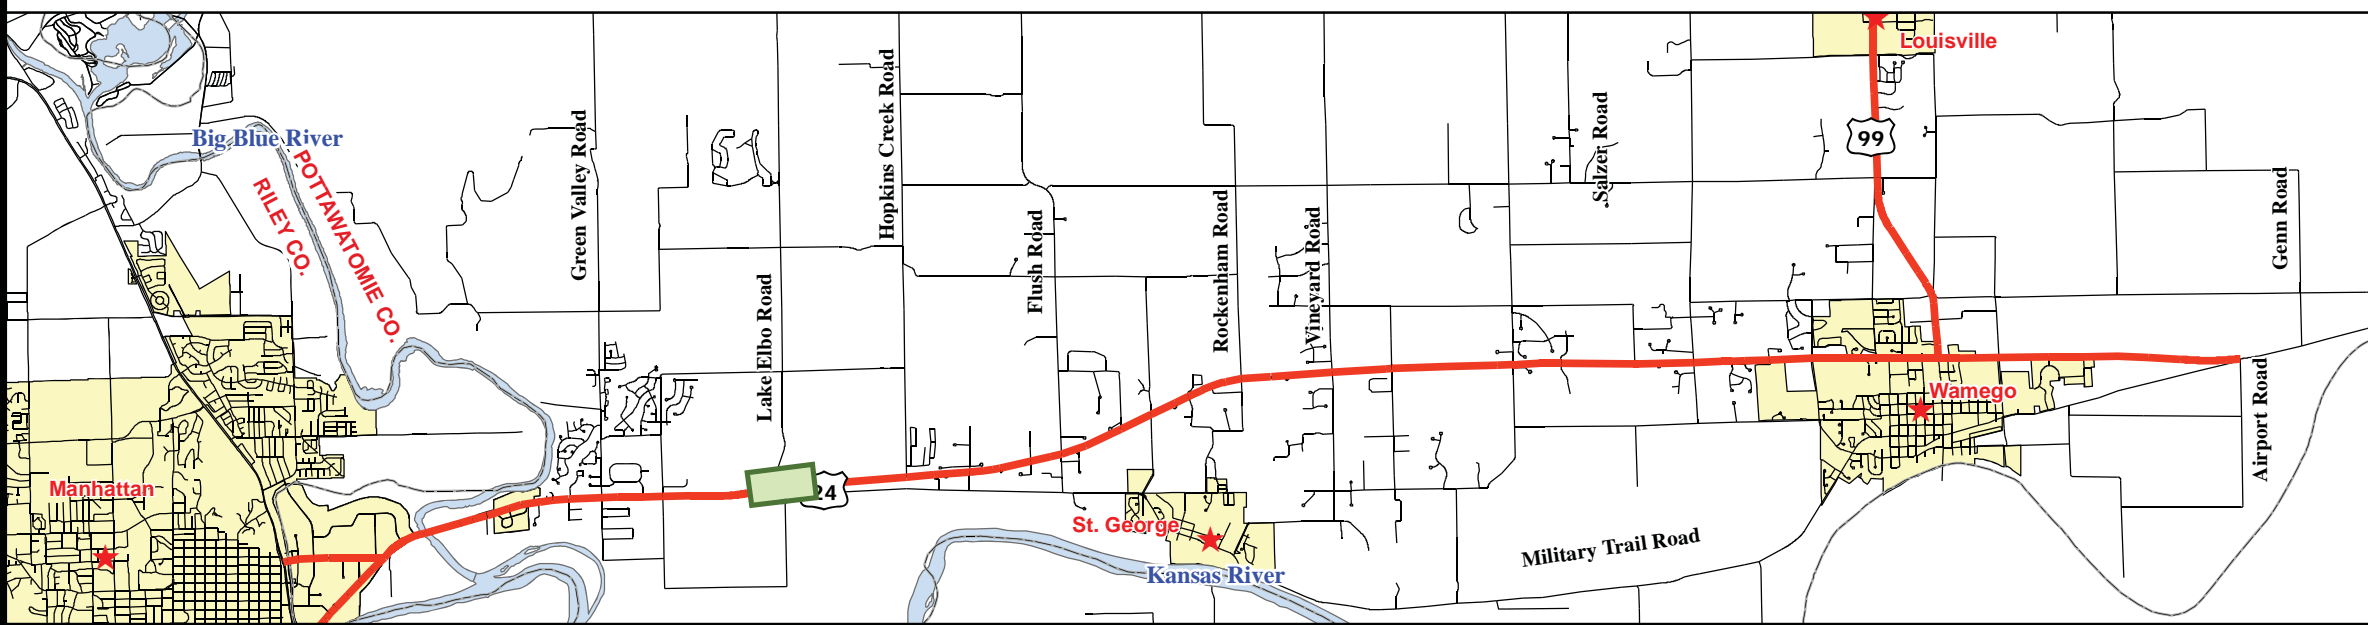 Louisville
99
Big Blue River
POTTAWATOMIE CO.
RILEY CO.
Green Valley Road
Hopkins Creek Road
Salzer Road
Genn Road
Flush Road
Rockenham Road
Vineyard Road
Lake Elbo Road
Airport Road
Wamego
Manhattan
24
St. George
Military Trail Road
Kansas River